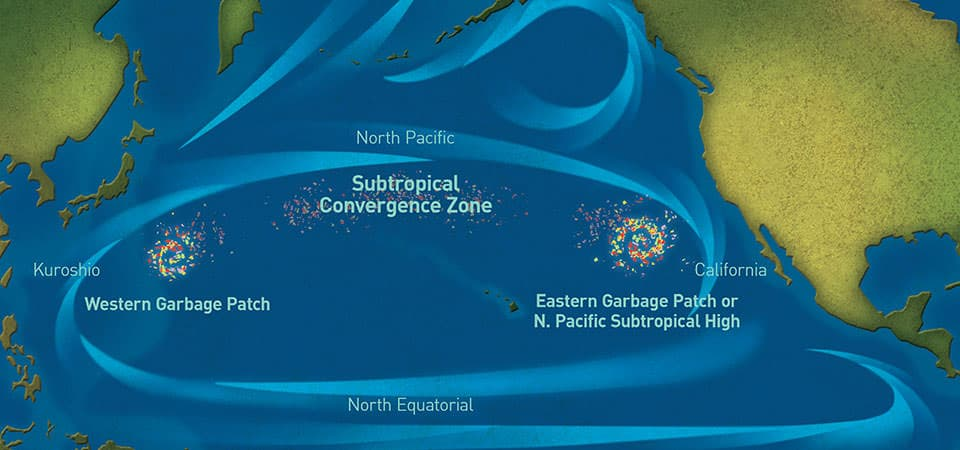 North Pacific
Subtropical
Convergence Zone
Kuroshio
California
Western Garbage Patch
Eastern Garbage Patch or
N. Pacific Subtropical High
North Equatorial